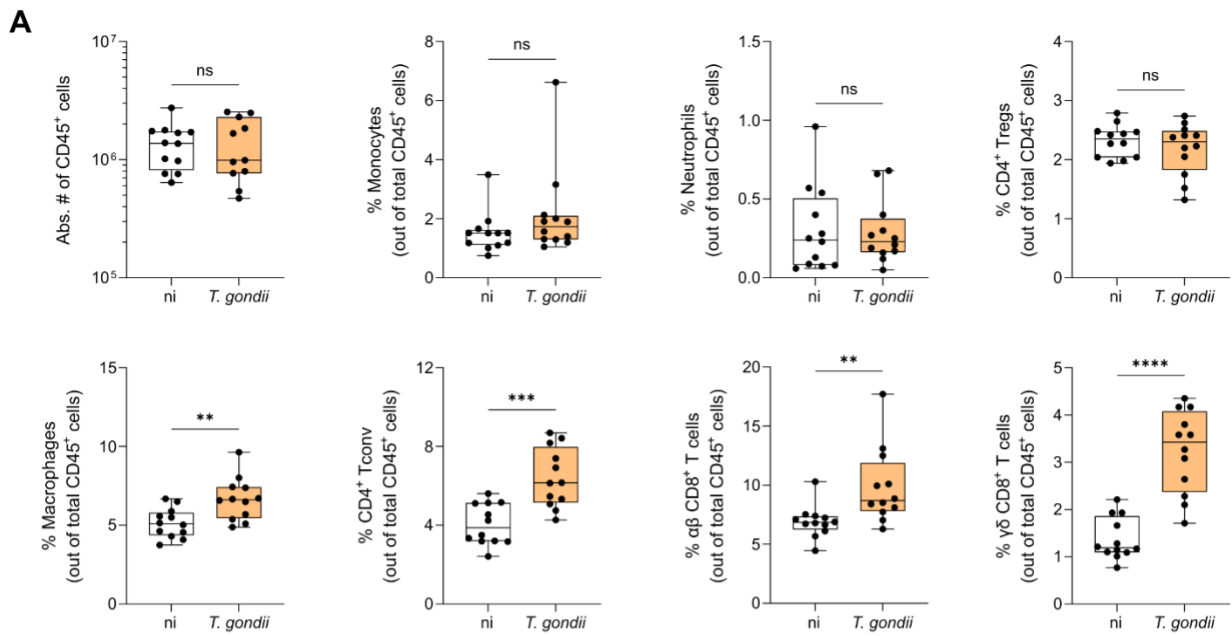 A
Abs. # of CD45⁺ cells
10⁷
10⁶
10⁵
ns
ni
T. gondii
% Monocytes
(out of total CD45⁺ cells)
8
6
4
2
0
ns
ni
T. gondii
% Neutrophils
(out of total CD45⁺ cells)
1.5
1.0
0.5
0.0
ns
ni
T. gondii
% CD4⁺ Tregs
(out of total CD45⁺ cells)
4
3
2
1
0
ns
ni
T. gondii
% Macrophages
(out of total CD45⁺ cells)
15
10
5
0
**
ni
T. gondii
% CD4⁺ Tconv
(out of total CD45⁺ cells)
12
8
4
0
***
ni
T. gondii
% αβ CD8⁺ T cells
(out of total CD45⁺ cells)
20
15
10
5
0
**
ni
T. gondii
% γδ CD8⁺ T cells
(out of total CD45⁺ cells)
5
4
3
2
1
0
****
ni
T. gondii